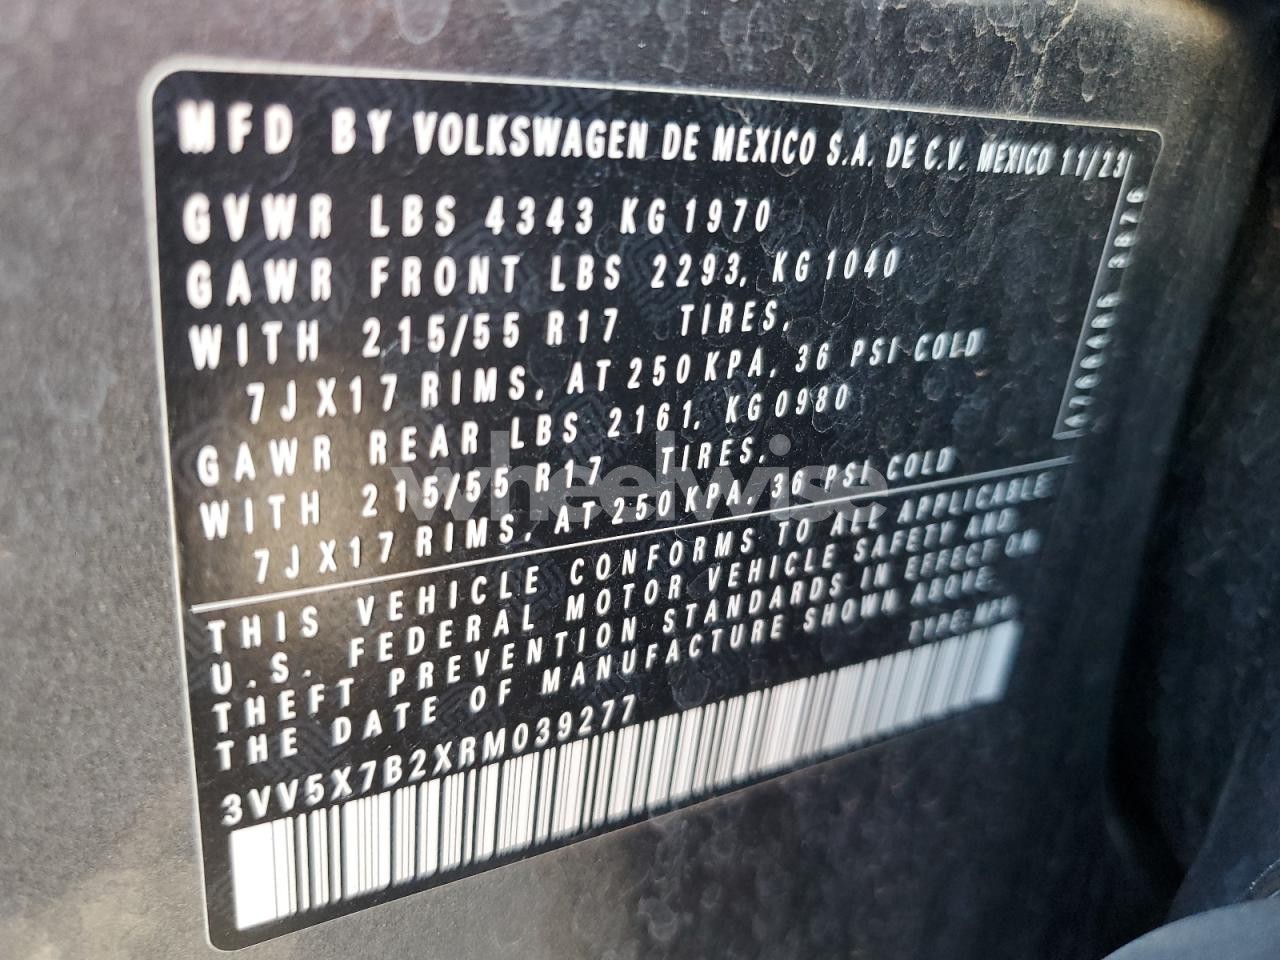 MFD BY VOLKSWAGEN DE MEXICO S.A. DE C.V. MEXICO 11/23
GVWR LBS 4343 KG 1970
GAWR FRONT LBS 2293, KG 1040
WITH 215/55 R17 TIRES,
7JX17 RIMS, AT 250 KPA, 36 PSI COLD
GAWR REAR LBS 2161, KG 0980
WITH 215/55 R17 TIRES,
7JX17 RIMS, AT 250 KPA, 36 PSI COLD
THIS VEHICLE CONFORMS TO ALL APPLICABLE
U.S. FEDERAL MOTOR VEHICLE SAFETY AND
THEFT PREVENTION STANDARDS IN EFFECT ON
THE DATE OF MANUFACTURE SHOWN ABOVE.
TYPE: MPV
3VV5X7B2XRM039277
wheelwise